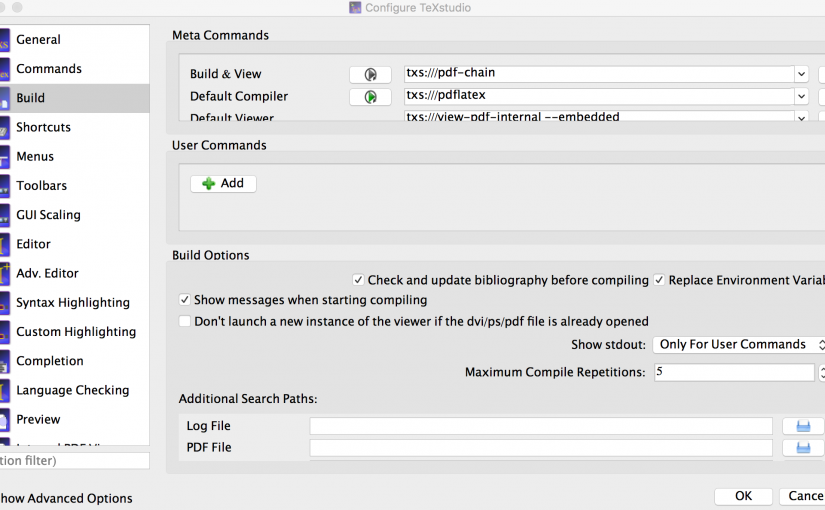 Configure TeXstudio
General
Commands
Build
Shortcuts
Menus
Toolbars
GUI Scaling
Editor
Adv. Editor
Syntax Highlighting
Custom Highlighting
Completion
Language Checking
Preview
tion filter)
how Advanced Options
Meta Commands
Build & View txs:///pdf-chain
Default Compiler txs:///pdflatex
Default Viewer txs:///view-pdf-internal --embedded
User Commands
Add
Build Options
Check and update bibliography before compiling Replace Environment Variab
Show messages when starting compiling
Don't launch a new instance of the viewer if the dvi/ps/pdf file is already opened
Show stdout: Only For User Commands
Maximum Compile Repetitions: 5
Additional Search Paths:
Log File
PDF File
OK Cance